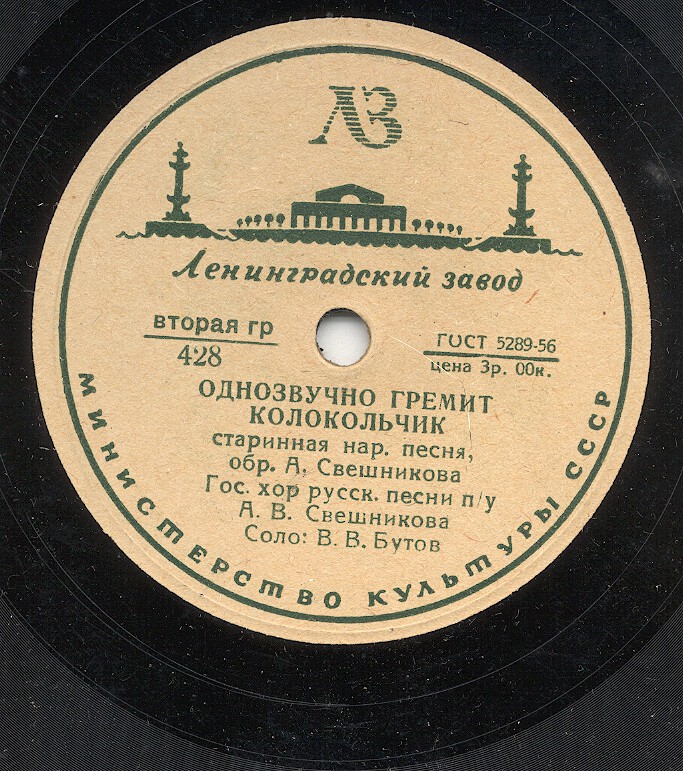 ЛЗ
Ленинградский завод
вторая гр
428
ГОСТ 5289-56
цена 3р. 00к.
ОДНОЗВУЧНО ГРЕМИТ
КОЛОКОЛЬЧИК
старинная нар. песня,
обр. А. Свешникова
Гос. хор русск. песни п/у
А. В. Свешникова
Соло: В. В. Бутов
МИНИСТЕРСТВО КУЛЬТУРЫ СССР